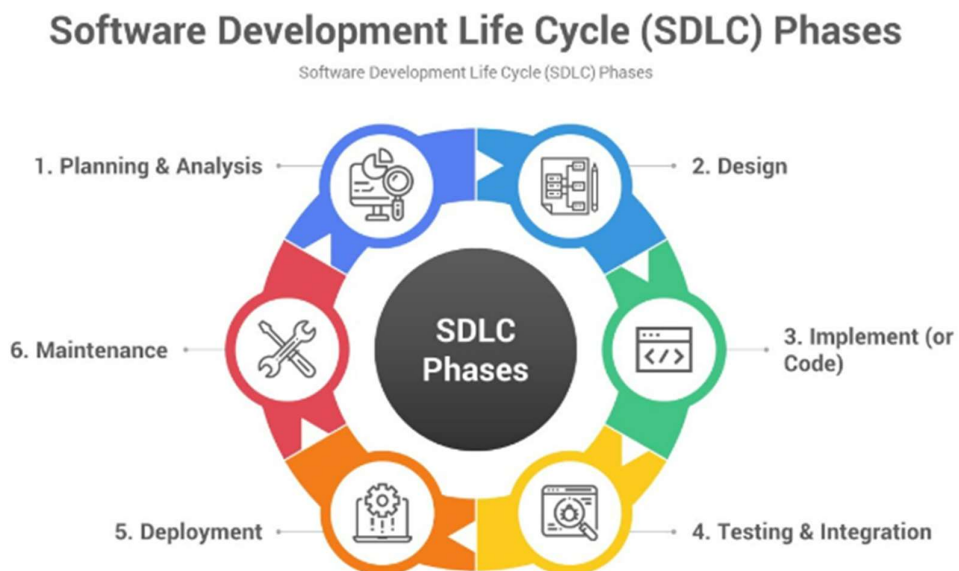 Software Development Life Cycle (SDLC) Phases
Software Development Life Cycle (SDLC) Phases
1. Planning & Analysis
2. Design
3. Implement (or
Code)
4. Testing & Integration
5. Deployment
6. Maintenance
SDLC
Phases